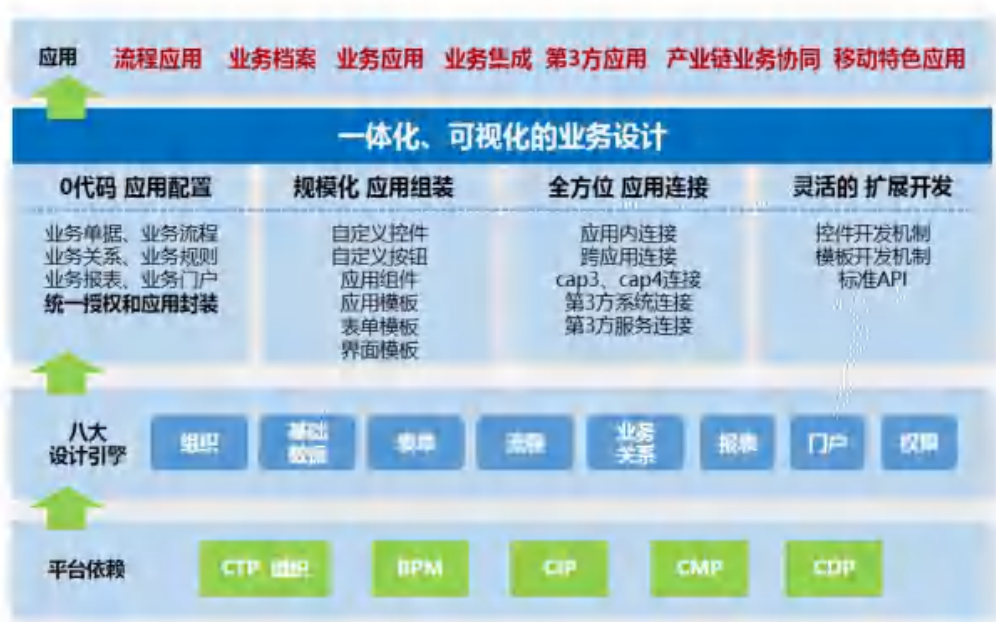 应用 流程应用 业务档案 业务应用 业务集成 第3方应用 产业链业务协同 移动特色应用
一体化、可视化的业务设计
0代码 应用配置
业务单据、业务流程
业务关系、业务规则
业务报表、业务门户
统一授权和应用封装
规模化 应用组装
自定义控件
自定义按钮
应用组件
应用模板
表单模板
界面模板
全方位 应用连接
应用内连接
跨应用连接
cap3、cap4连接
第3方系统连接
第3方服务连接
灵活的 扩展开发
控件开发机制
模板开发机制
标准API
八大
设计引擎
组织
基础
数据
表单
流程
业务
关系
报表
门户
权限
平台依赖
CTP 组织
BPM
CIP
CMP
CDP